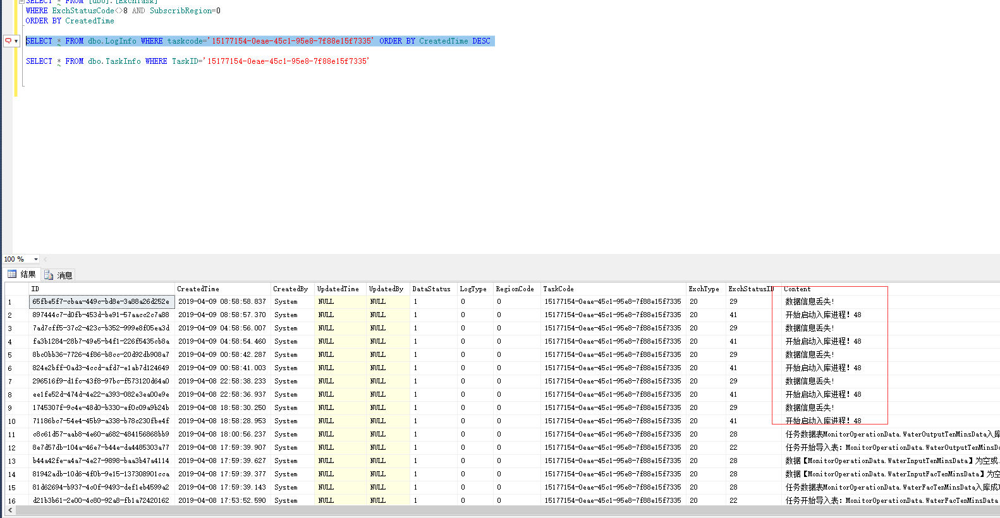 SELECT * FROM [dbo].[ExchTask]
WHERE ExchStatusCode<>8 AND SubscribRegion=0
ORDER BY CreatedTime
SELECT * FROM dbo.LogInfo WHERE taskcode='15177154-0eae-45c1-95e8-7f88e15f7335' ORDER BY CreatedTime DESC
SELECT * FROM dbo.TaskInfo WHERE TaskID='15177154-0eae-45c1-95e8-7f88e15f7335'
100 %
结果 消息
ID CreatedTime CreatedBy UpdatedTime UpdatedBy DataStatus LogType RegionCode TaskCode ExchType ExchStatusID Content
1 65fbe5f7-cbaa-449c-bd8e-3a88a26d252e 2019-04-09 08:58:58.837 System NULL NULL 1 0 0 15177154-0eae-45c1-95e8-7f88e15f7335 20 29 数据信息丢失!
2 897444c7-d0fb-453d-be91-57aacc2c7a88 2019-04-09 08:58:57.370 System NULL NULL 1 0 0 15177154-0eae-45c1-95e8-7f88e15f7335 20 41 开始启动入库进程! 48
3 7ad7cff5-37c2-423c-b352-999e8f05ea3d 2019-04-09 04:58:56.007 System NULL NULL 1 0 0 15177154-0eae-45c1-95e8-7f88e15f7335 20 29 数据信息丢失!
4 fa3b1284-28b7-49e5-b4f1-226f5435cb8a 2019-04-09 04:58:54.460 System NULL NULL 1 0 0 15177154-0eae-45c1-95e8-7f88e15f7335 20 41 开始启动入库进程! 48
5 8bc0bb36-7726-4f86-b8cc-20d92db908a7 2019-04-09 00:58:42.287 System NULL NULL 1 0 0 15177154-0eae-45c1-95e8-7f88e15f7335 20 29 数据信息丢失!
6 824e2bff-0ad3-4ccd-afd7-e1ab7d124649 2019-04-09 00:58:41.003 System NULL NULL 1 0 0 15177154-0eae-45c1-95e8-7f88e15f7335 20 41 开始启动入库进程! 48
7 296516f9-d1fc-43f8-97bc-f573120d64a0 2019-04-08 22:58:38.233 System NULL NULL 1 0 0 15177154-0eae-45c1-95e8-7f88e15f7335 20 29 数据信息丢失!
8 ee1fe52d-474d-4e22-a393-082e3ea00e9e 2019-04-08 22:58:36.937 System NULL NULL 1 0 0 15177154-0eae-45c1-95e8-7f88e15f7335 20 41 开始启动入库进程! 48
9 1745307f-9c4e-48d0-b330-ef0c09a9b24b 2019-04-08 18:58:30.250 System NULL NULL 1 0 0 15177154-0eae-45c1-95e8-7f88e15f7335 20 29 数据信息丢失!
10 71186bc7-54e4-45b9-a338-b78c230fbe4f 2019-04-08 18:58:28.953 System NULL NULL 1 0 0 15177154-0eae-45c1-95e8-7f88e15f7335 20 41 开始启动入库进程! 48
11 c8c61d57-aab8-4e60-a682-484156868bb9 2019-04-08 18:00:56.237 System NULL NULL 1 0 0 15177154-0eae-45c1-95e8-7f88e15f7335 20 28 任务数据表MonitorOperationData.WaterOutputTenMinsData入库
12 8e7d57db-104a-46e7-b44e-da4485303a77 2019-04-08 17:59:39.907 System NULL NULL 1 0 0 15177154-0eae-45c1-95e8-7f88e15f7335 20 22 任务开始导入表: MonitorOperationData.WaterOutputTenMinsDa
13 b44a42fe-a4a7-4e27-9898-baa3b47a4114 2019-04-08 17:59:39.627 System NULL NULL 1 0 0 15177154-0eae-45c1-95e8-7f88e15f7335 20 28 数据【MonitorOperationData.WaterInputTenMinsData】为空或
14 81942adb-10d6-4f0b-9e15-137308901cca 2019-04-08 17:59:39.377 System NULL NULL 1 0 0 15177154-0eae-45c1-95e8-7f88e15f7335 20 28 数据【MonitorOperationData.WaterInputFacTenMinsData】为空
15 81d62694-b937-4c0f-9493-def1eb4599a2 2019-04-08 17:59:39.143 System NULL NULL 1 0 0 15177154-0eae-45c1-95e8-7f88e15f7335 20 28 任务数据表MonitorOperationData.WaterFacTenMinsData入库成功
16 d21b3b61-2e00-4c80-92a8-fb1a72420162 2019-04-08 17:53:52.590 System NULL NULL 1 0 0 15177154-0eae-45c1-95e8-7f88e15f7335 20 22 任务开始导入表: MonitorOperationData.WaterFacTenMinsData